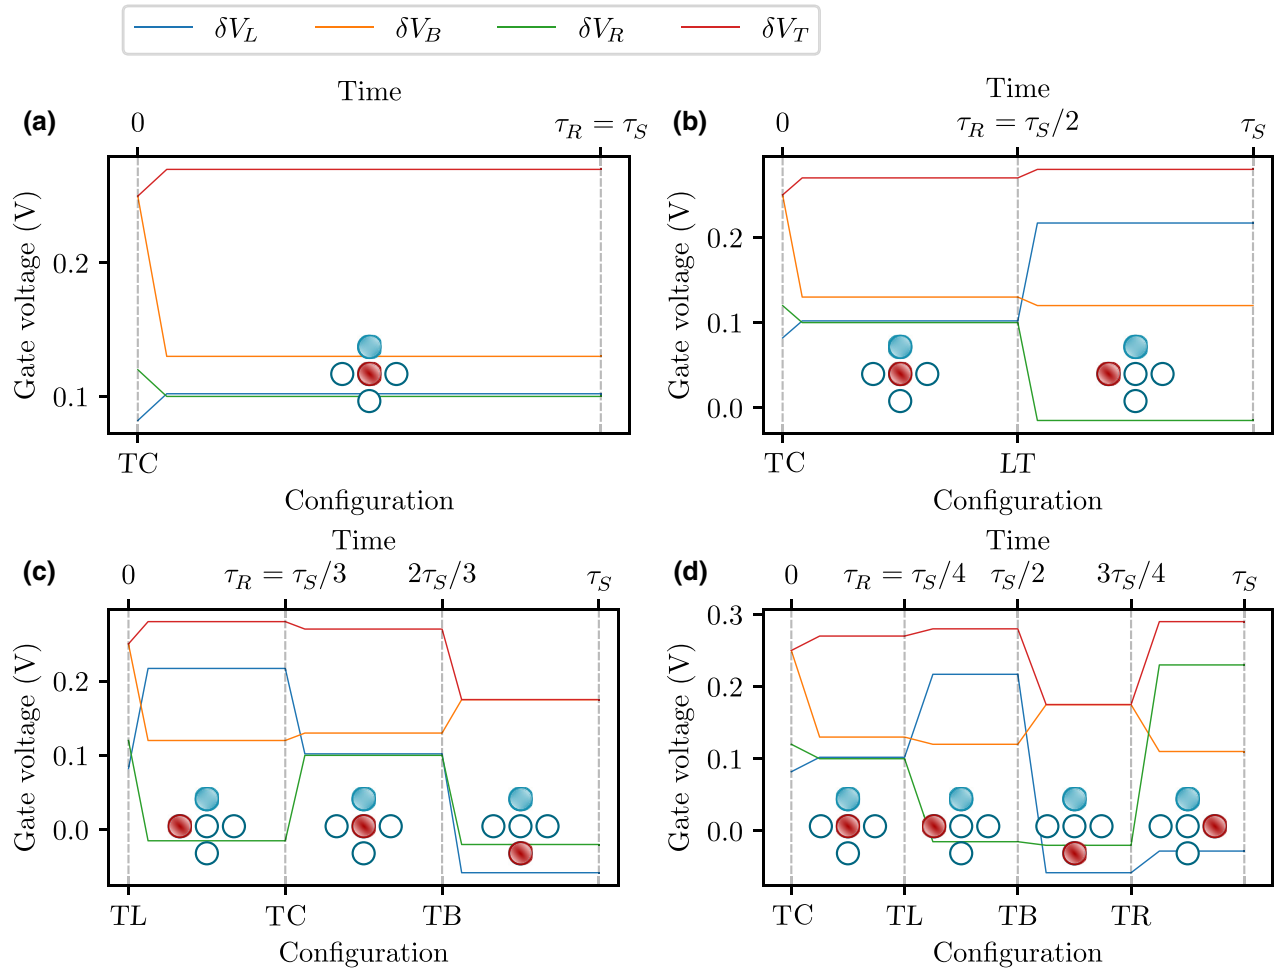 δV_L δV_B δV_R δV_T
(a)
Time
0 τ_R = τ_S
Gate voltage (V)
0.2
0.1
TC
Configuration
(b)
Time
0 τ_R = τ_S/2 τ_S
Gate voltage (V)
0.2
0.1
0.0
TC LT
Configuration
(c)
Time
0 τ_R = τ_S/3 2τ_S/3 τ_S
Gate voltage (V)
0.2
0.1
0.0
TL TC TB
Configuration
(d)
Time
0 τ_R = τ_S/4 τ_S/2 3τ_S/4 τ_S
Gate voltage (V)
0.3
0.2
0.1
0.0
TC TL TB TR
Configuration